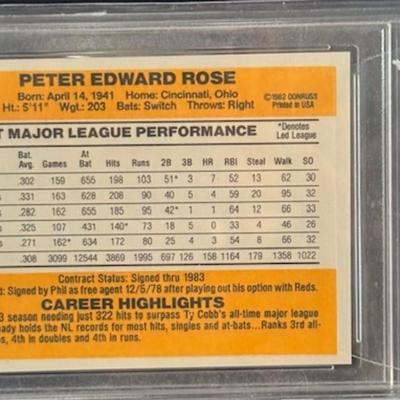 PETER EDWARD ROSE
Born: April 14, 1941 Home: Cincinnati, Ohio
Ht.: 5'11" Wgt.: 203 Bats: Switch Throws: Right
©1982 DONRUSS
Printed in USA
T MAJOR LEAGUE PERFORMANCE
*Denotes
Led League
Bat. Avg. Games At Bat Hits Runs 2B 3B HR RBI Steal Walk SO
.302 159 655 198 103 51* 3 7 52 13 62 30
.331 163 628 208 90 40 5 4 59 20 95 32
.282 162 655 185 95 42* 1 1 64 12 66 33
.325 107 431 140* 73 18 5 0 33 4 46 26
.271 162* 634 172 80 25 4 3 54 8 66 32
.308 3099 12544 3869 1995 697 126 158 1164 179 1358 1022
Contract Status: Signed thru 1983
d: Signed by Phil as free agent 12/5/78 after playing out his option with Reds.
CAREER HIGHLIGHTS
3 season needing just 322 hits to surpass Ty Cobb's all-time major league
ady holds the NL records for most hits, singles and at-bats...Ranks 3rd all-
s, 4th in doubles and 4th in runs.